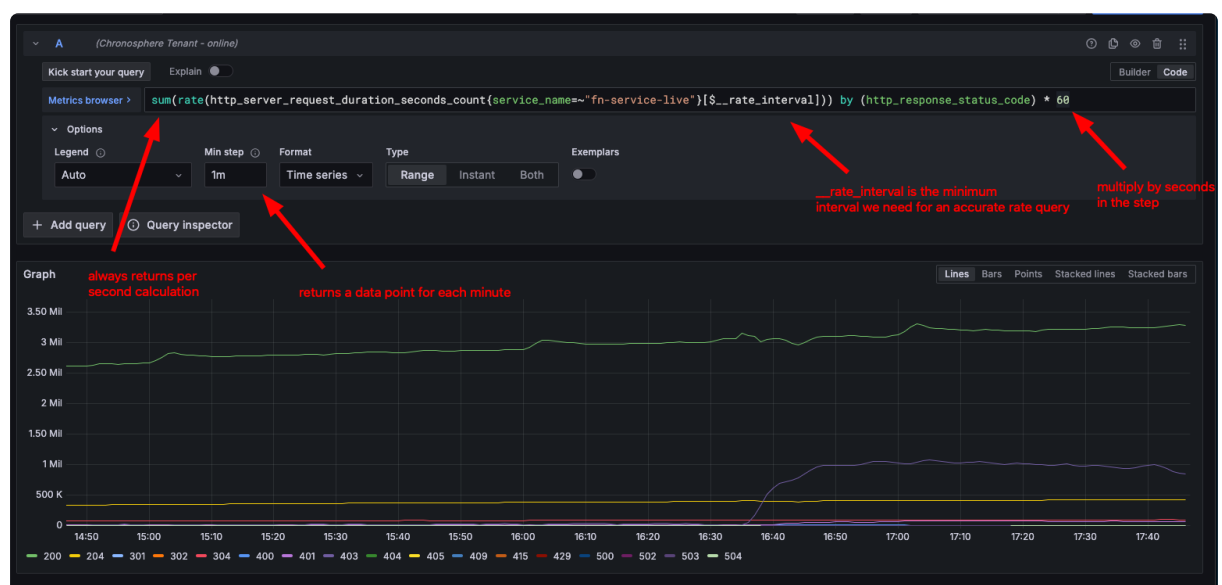 A (Chronosphere Tenant - online)
Kick start your query Explain Builder Code
Metrics browser > sum(rate(http_server_request_duration_seconds_count{service_name=~"fn-service-live"}[$__rate_interval])) by (http_response_status_code) * 60
Options
Legend Min step Format Type Exemplars
Auto 1m Time series Range Instant Both
__rate_interval is the minimum
interval we need for an accurate rate query
multiply by seconds
in the step
+ Add query Query inspector
always returns per
second calculation
returns a data point for each minute
Graph Lines Bars Points Stacked lines Stacked bars
3.50 Mil
3 Mil
2.50 Mil
2 Mil
1.50 Mil
1 Mil
500 K
0
14:50 15:00 15:10 15:20 15:30 15:40 15:50 16:00 16:10 16:20 16:30 16:40 16:50 17:00 17:10 17:20 17:30 17:40
200 204 301 302 304 400 401 403 404 405 409 415 429 500 502 503 504